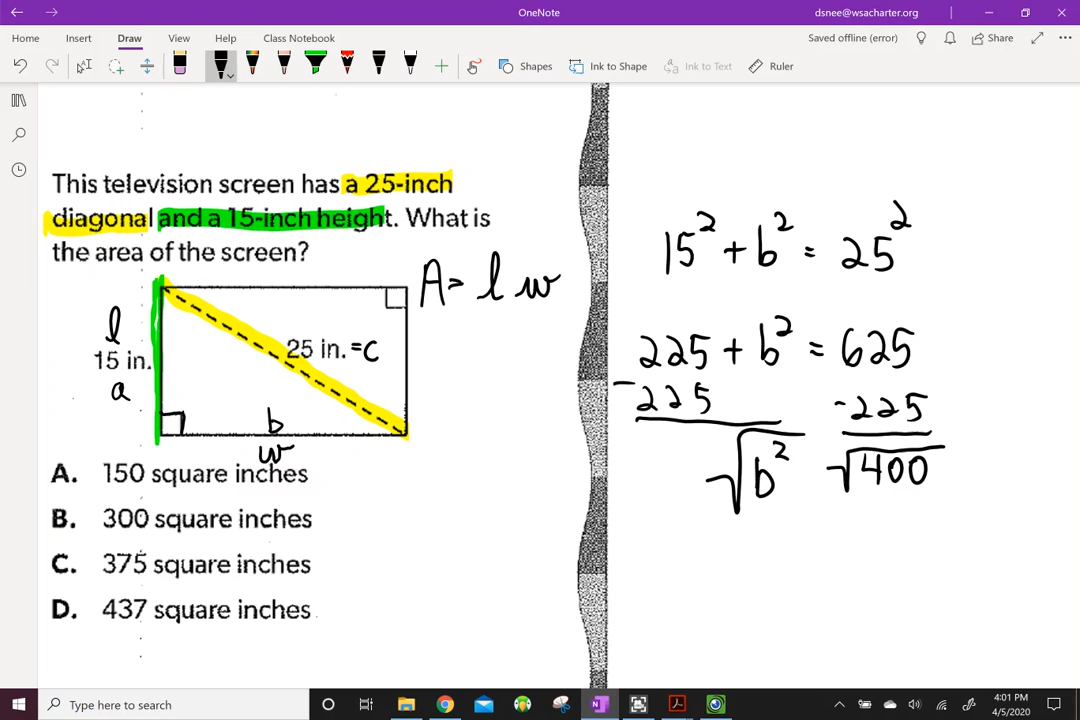 OneNote
dsnee@wsacharter.org
Home Insert Draw View Help Class Notebook
Saved offline (error)
Share
Shapes
Ink to Shape
Ink to Text
Ruler
This television screen has a 25-inch
diagonal and a 15-inch height. What is
the area of the screen?
A = l w
l
15 in.
a
25 in. = c
b
w
A. 150 square inches
B. 300 square inches
C. 375 square inches
D. 437 square inches
15² + b² = 25²
225 + b² = 625
-225 -225
√b² √400
Type here to search
4:01 PM
4/5/2020